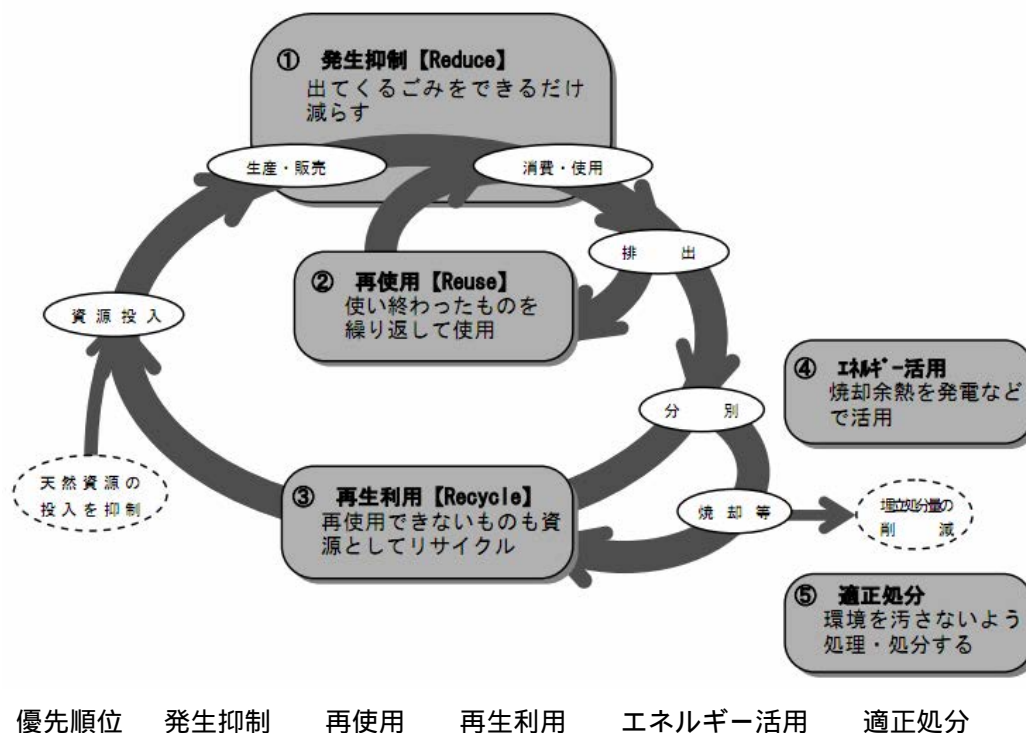 ① 発生抑制【Reduce】
出てくるごみをできるだけ
減らす
生産・販売
消費・使用
排出
② 再使用【Reuse】
使い終わったものを
繰り返して使用
資源投入
④ エネルギー活用
焼却余熱を発電など
で活用
分別
天然資源の
投入を抑制
③ 再生利用【Recycle】
再使用できないものも資
源としてリサイクル
焼却等
埋立処分量の
削減
⑤ 適正処分
環境を汚さないよう
処理・処分する
優先順位 発生抑制 再使用 再生利用 エネルギー活用 適正処分